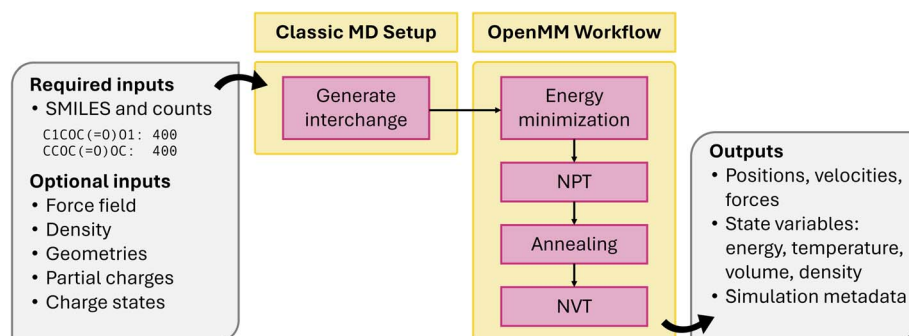 Classic MD Setup
OpenMM Workflow
Required inputs
• SMILES and counts
C1COC(=O)O1: 400
CCOC(=O)OC: 400
Optional inputs
• Force field
• Density
• Geometries
• Partial charges
• Charge states
Generate
interchange
Energy
minimization
NPT
Annealing
NVT
Outputs
• Positions, velocities,
forces
• State variables:
energy, temperature,
volume, density
• Simulation metadata